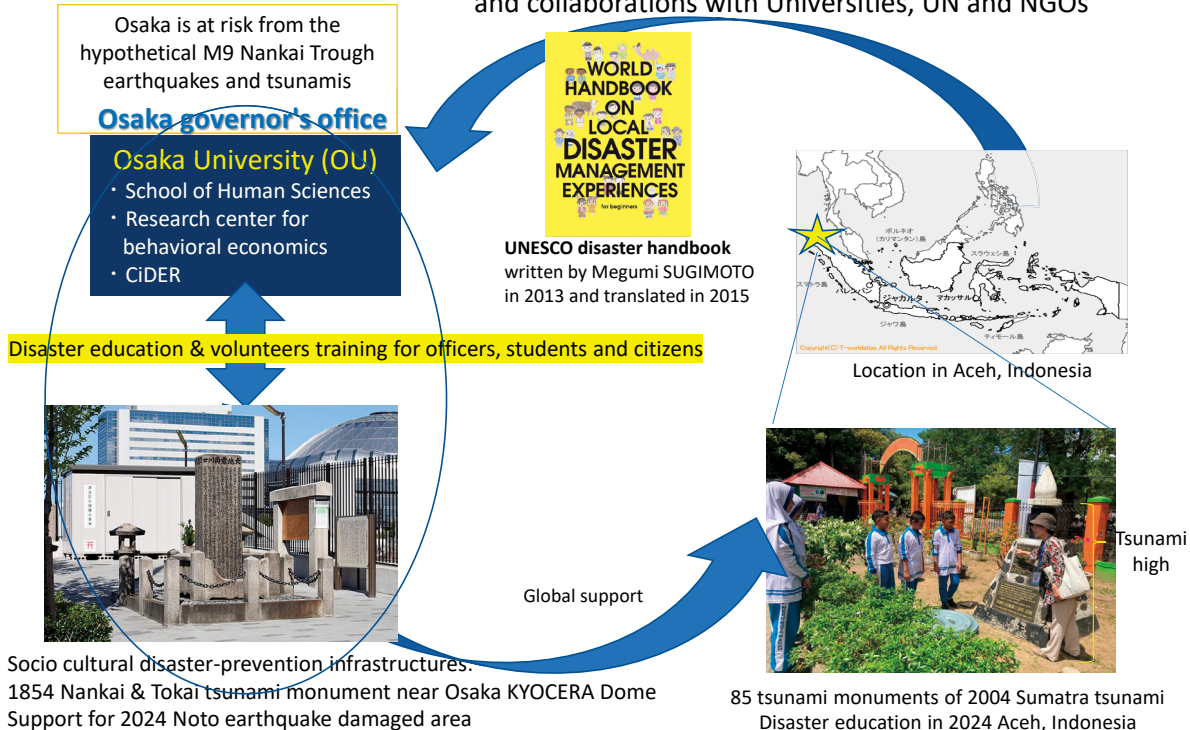 and collaborations with Universities, UN and NGOs
Osaka is at risk from the
hypothetical M9 Nankai Trough
earthquakes and tsunamis
Osaka governor's office
Osaka University (OU)
・School of Human Sciences
・Research center for
behavioral economics
・CiDER
WORLD
HANDBOOK
ON
LOCAL
DISASTER
MANAGEMENT
EXPERIENCES
for beginners
UNESCO disaster handbook
written by Megumi SUGIMOTO
in 2013 and translated in 2015
ボルネオ
(カリマンタン)島
スラウェシ島
スマトラ島
パレンバン
ジャカルタ
マカッサル
ジャワ島
ティモール島
Copyright(C) T-worldatlas All Rights Reserved.
Location in Aceh, Indonesia
Disaster education & volunteers training for officers, students and citizens
Tsunami
high
Global support
Socio cultural disaster-prevention infrastructures:
1854 Nankai & Tokai tsunami monument near Osaka KYOCERA Dome
Support for 2024 Noto earthquake damaged area
85 tsunami monuments of 2004 Sumatra tsunami
Disaster education in 2024 Aceh, Indonesia